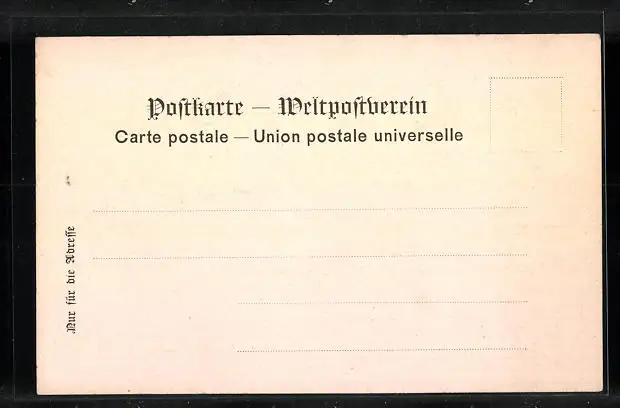 Postkarte — Weltpostverein
Carte postale — Union postale universelle
Nur für die Adresse